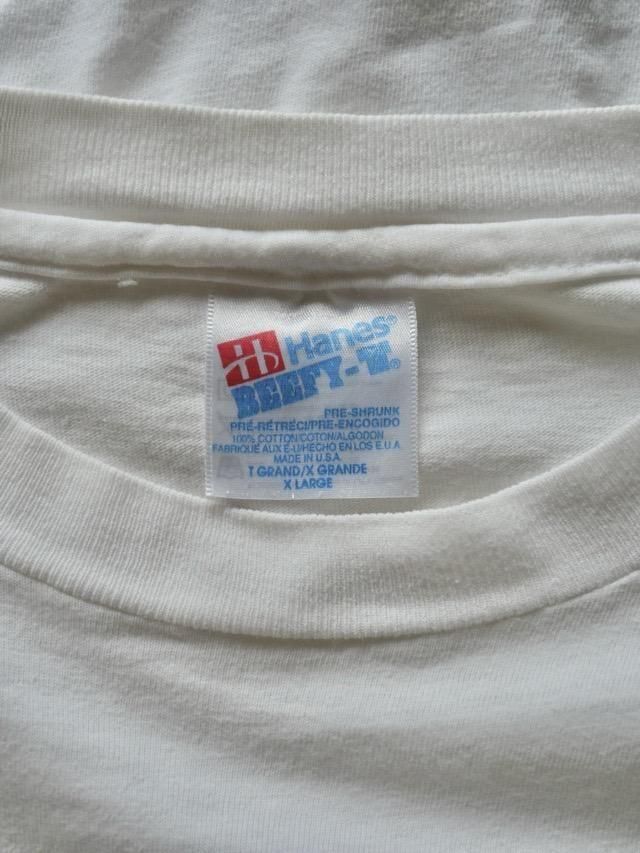 Hanes®
BEEFY-T®
PRE-SHRUNK
PRÉ-RÉTRÉCI/PRE-ENCOGIDO
100% COTTON/COTON/ALGODON
FABRIQUÉ AUX E-U/HECHO EN LOS E.U.A.
MADE IN U.S.A.
T GRAND/X GRANDE
X LARGE